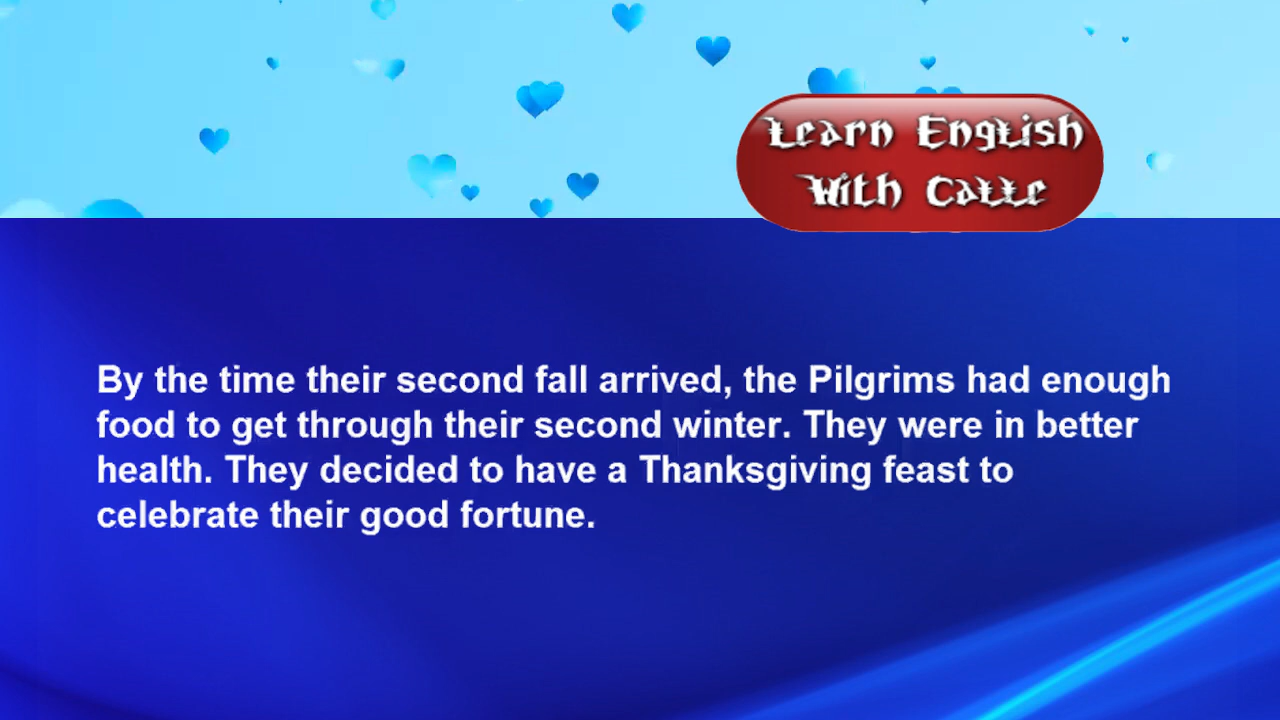 Learn English
With Catte
By the time their second fall arrived, the Pilgrims had enough
food to get through their second winter. They were in better
health. They decided to have a Thanksgiving feast to
celebrate their good fortune.